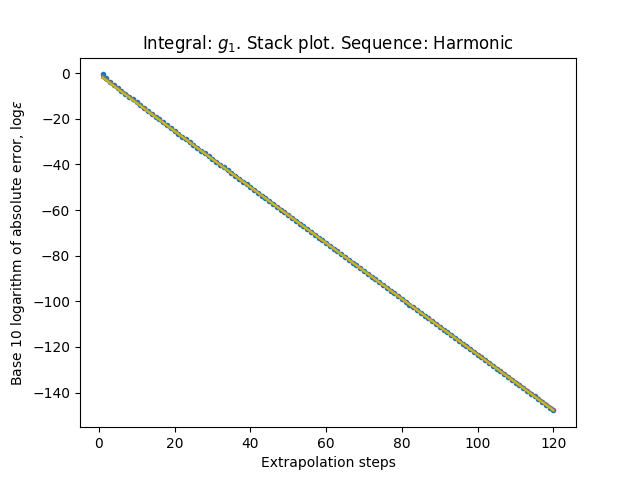 Integral: $g_1$. Stack plot. Sequence: Harmonic
Base 10 logarithm of absolute error, logε
0
−20
−40
−60
−80
−100
−120
−140
0 20 40 60 80 100 120
Extrapolation steps